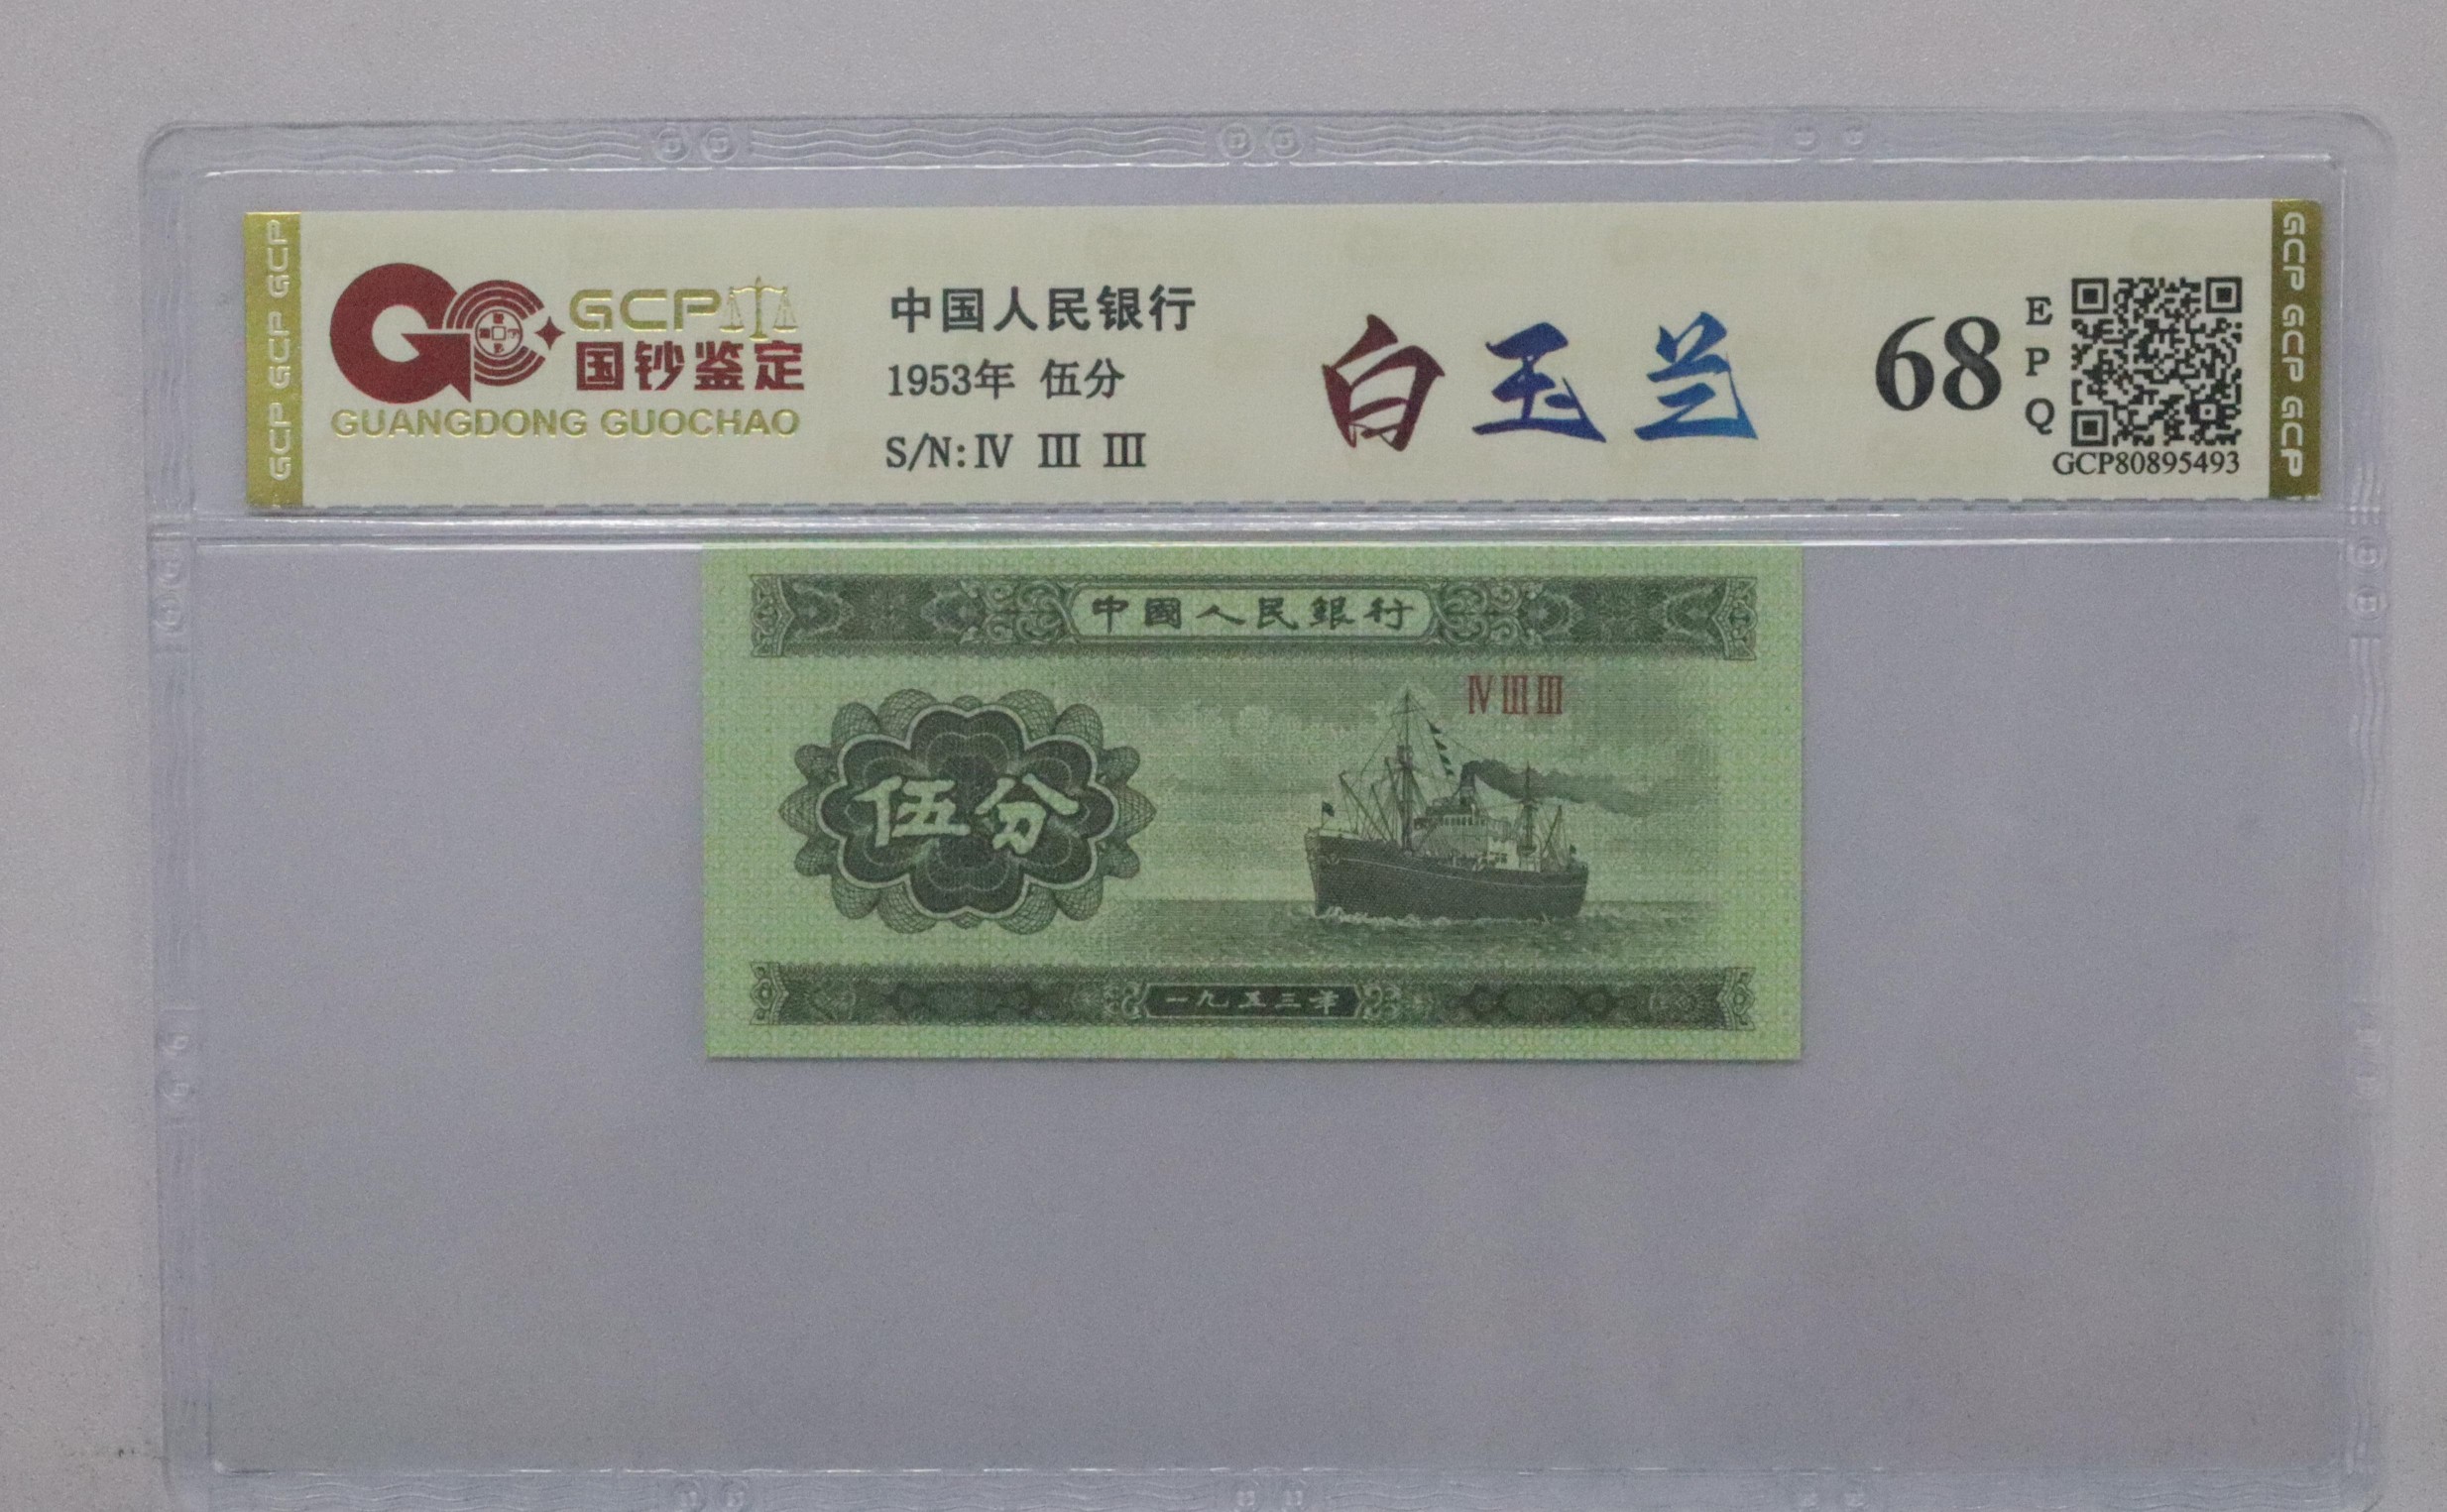 GCP GCP GCP
GCP
国钞鉴定
GUANGDONG GUOCHAO
中国人民银行
1953年 伍分
S/N: Ⅳ Ⅲ Ⅲ
白玉兰
68
E
P
Q
GCP80895493
GCP GCP GCP
中國人民銀行
Ⅳ Ⅲ Ⅲ
伍分
一九五三年